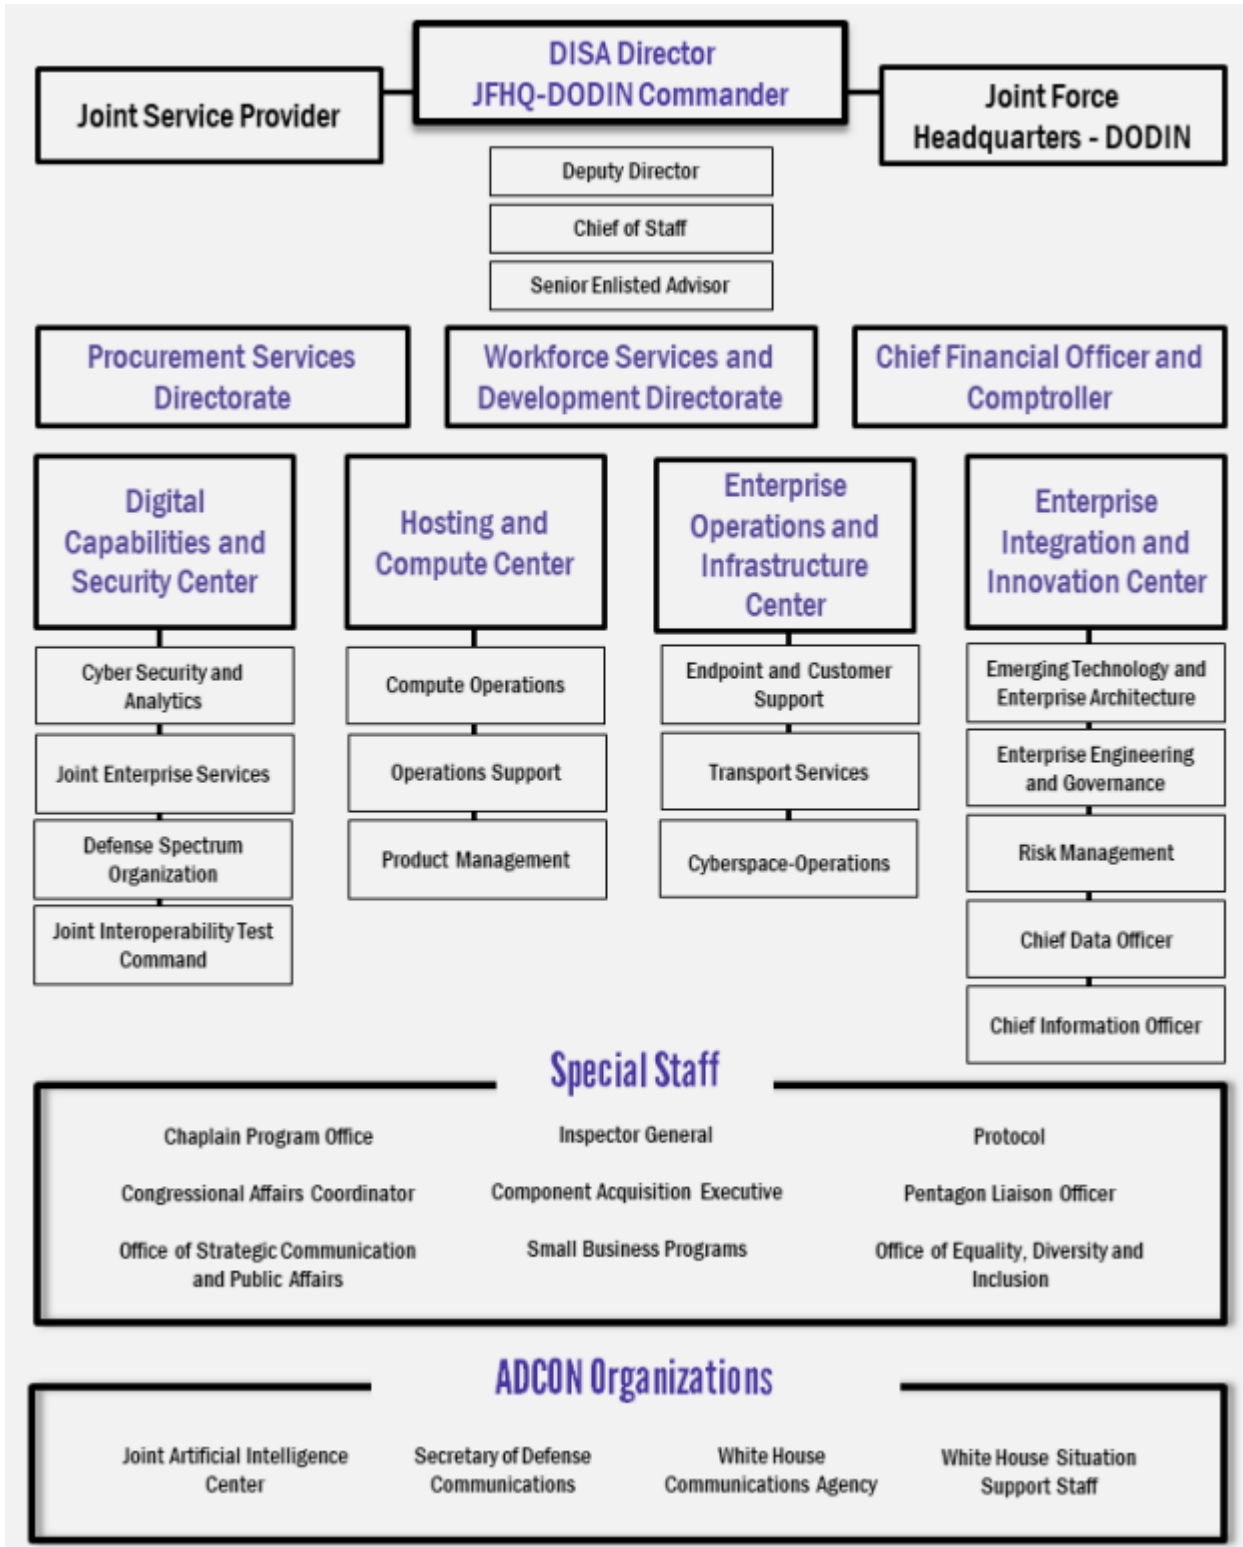 DISA Director
JFHQ-DODIN Commander
Joint Service Provider
Joint Force
Headquarters - DODIN
Deputy Director
Chief of Staff
Senior Enlisted Advisor
Procurement Services
Directorate
Workforce Services and
Development Directorate
Chief Financial Officer and
Comptroller
Digital
Capabilities and
Security Center
Cyber Security and
Analytics
Joint Enterprise Services
Defense Spectrum
Organization
Joint Interoperability Test
Command
Hosting and
Compute Center
Compute Operations
Operations Support
Product Management
Enterprise
Operations and
Infrastructure
Center
Endpoint and Customer
Support
Transport Services
Cyberspace-Operations
Enterprise
Integration and
Innovation Center
Emerging Technology and
Enterprise Architecture
Enterprise Engineering
and Governance
Risk Management
Chief Data Officer
Chief Information Officer
Special Staff
Chaplain Program Office
Inspector General
Protocol
Congressional Affairs Coordinator
Component Acquisition Executive
Pentagon Liaison Officer
Office of Strategic Communication
and Public Affairs
Small Business Programs
Office of Equality, Diversity and
Inclusion
ADCON Organizations
Joint Artificial Intelligence
Center
Secretary of Defense
Communications
White House
Communications Agency
White House Situation
Support Staff